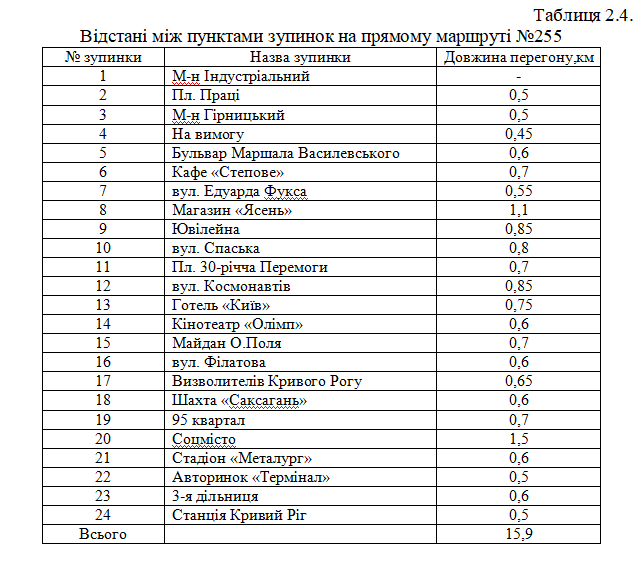 Таблиця 2.4.
Відстані між пунктами зупинок на прямому маршруті №255
№ зупинки Назва зупинки Довжина перегону,км
1 М-н Індустріальний -
2 Пл. Праці 0,5
3 М-н Гірницький 0,5
4 На вимогу 0,45
5 Бульвар Маршала Василевського 0,6
6 Кафе «Степове» 0,7
7 вул. Едуарда Фукса 0,55
8 Магазин «Ясень» 1,1
9 Ювілейна 0,85
10 вул. Спаська 0,8
11 Пл. 30-річча Перемоги 0,7
12 вул. Космонавтів 0,85
13 Готель «Київ» 0,75
14 Кінотеатр «Олімп» 0,6
15 Майдан О.Поля 0,7
16 вул. Філатова 0,6
17 Визволителів Кривого Рогу 0,65
18 Шахта «Саксагань» 0,6
19 95 квартал 0,7
20 Соцмісто 1,5
21 Стадіон «Металург» 0,6
22 Авторинок «Термінал» 0,5
23 3-я дільниця 0,6
24 Станція Кривий Ріг 0,5
Всього 15,9